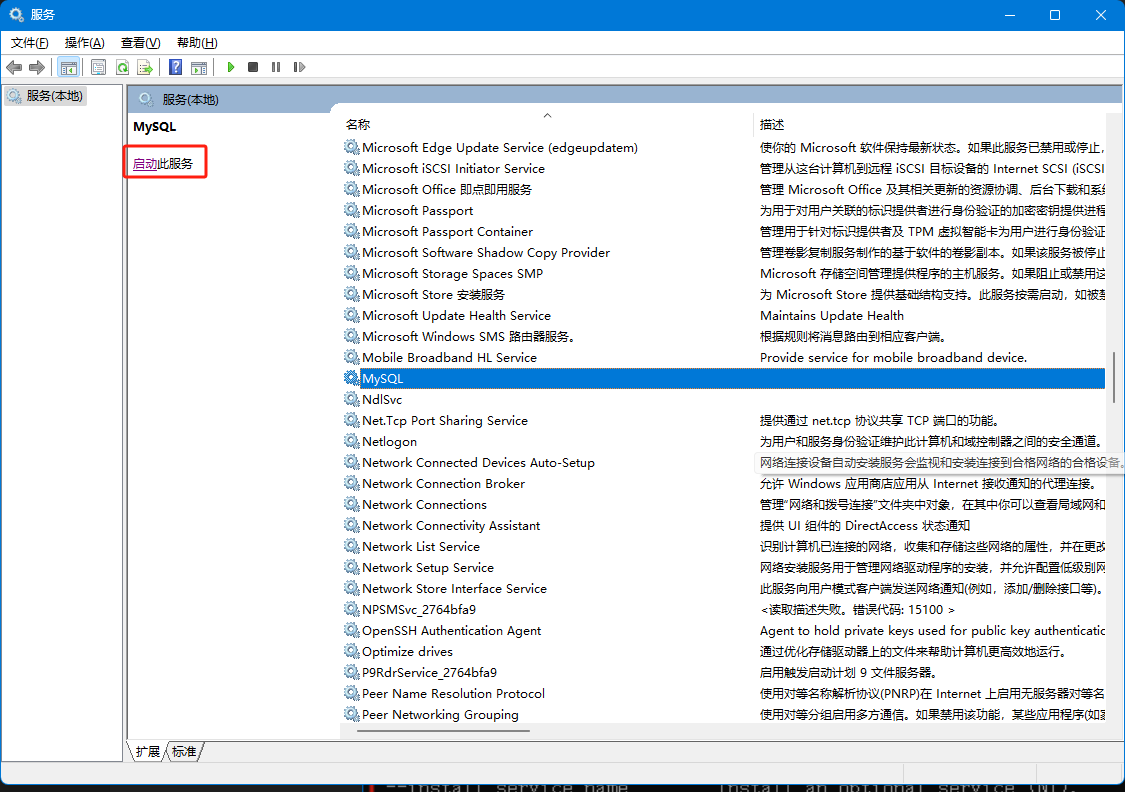 服务
文件(F) 操作(A) 查看(V) 帮助(H)
服务(本地)
服务(本地)
MySQL
启动此服务
名称 描述
Microsoft Edge Update Service (edgeupdatem) 使你的 Microsoft 软件保持最新状态。如果此服务已禁用或停止，
Microsoft iSCSI Initiator Service 管理从这台计算机到远程 iSCSI 目标设备的 Internet SCSI (iSCSI
Microsoft Office 即点即用服务 管理 Microsoft Office 及其相关更新的资源协调、后台下载和系统
Microsoft Passport 为用于对用户关联的标识提供者进行身份验证的加密密钥提供进程
Microsoft Passport Container 管理用于针对标识提供者及 TPM 虚拟智能卡为用户进行身份验证
Microsoft Software Shadow Copy Provider 管理卷影复制服务制作的基于软件的卷影副本。如果该服务被停止
Microsoft Storage Spaces SMP Microsoft 存储空间管理提供程序的主机服务。如果阻止或禁用这
Microsoft Store 安装服务 为 Microsoft Store 提供基础结构支持。此服务按需启动，如被禁
Microsoft Update Health Service Maintains Update Health
Microsoft Windows SMS 路由器服务。 根据规则将消息路由到相应客户端。
Mobile Broadband HL Service Provide service for mobile broadband device.
MySQL
NdlSvc
Net.Tcp Port Sharing Service 提供通过 net.tcp 协议共享 TCP 端口的功能。
Netlogon 为用户和服务身份验证维护此计算机和域控制器之间的安全通道。
Network Connected Devices Auto-Setup 网络连接设备自动安装服务会监视和安装连接到合格网络的合格设备。
Network Connection Broker 允许 Windows 应用商店应用从 Internet 接收通知的代理连接。
Network Connections 管理“网络和拨号连接”文件夹中对象，在其中你可以查看局域网和
Network Connectivity Assistant 提供 UI 组件的 DirectAccess 状态通知
Network List Service 识别计算机已连接的网络，收集和存储这些网络的属性，并在更改
Network Setup Service 网络安装服务用于管理网络驱动程序的安装，并允许配置低级别网
Network Store Interface Service 此服务向用户模式客户端发送网络通知(例如，添加/删除接口等)。
NPSMSvc_2764bfa9 <读取描述失败。错误代码: 15100 >
OpenSSH Authentication Agent Agent to hold private keys used for public key authenticatic
Optimize drives 通过优化存储驱动器上的文件来帮助计算机更高效地运行。
P9RdrService_2764bfa9 启用触发启动计划 9 文件服务器。
Peer Name Resolution Protocol 使用对等名称解析协议(PNRP)在 Internet 上启用无服务器对等名
Peer Networking Grouping 使用对等分组启用多方通信。如果禁用该功能，某些应用程序(如家
扩展 标准
--install service_name Install an optional service (NT).